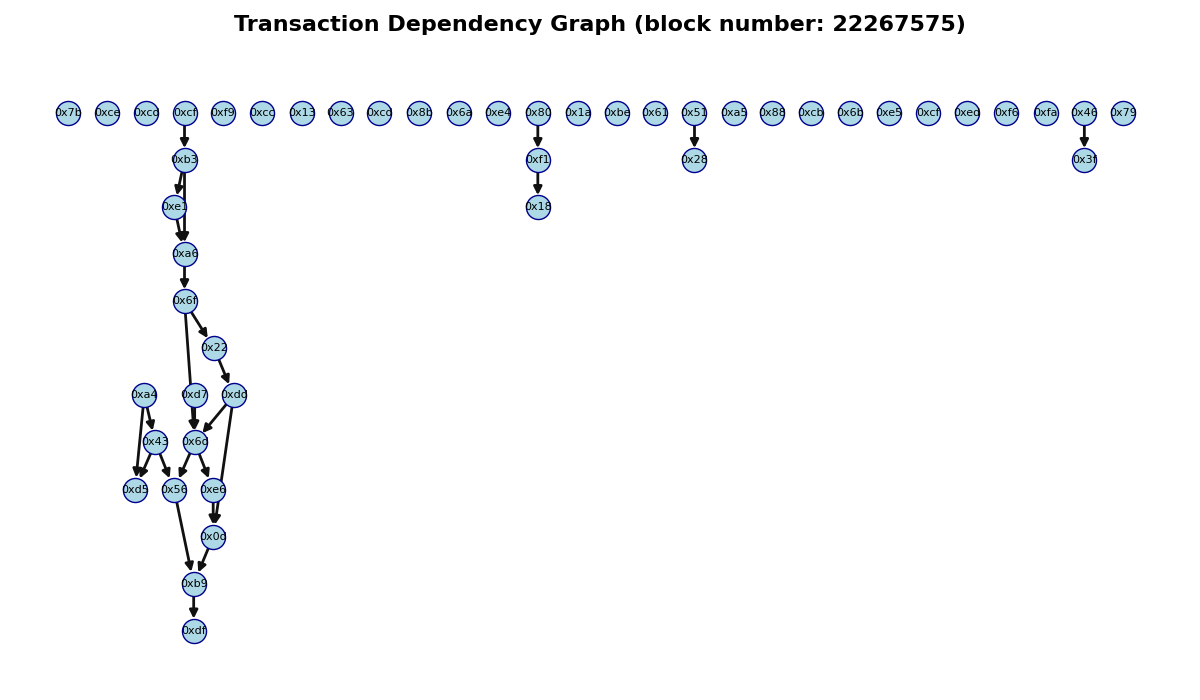 Transaction Dependency Graph (block number: 22267575)
0x7b 0xce 0xcd 0xcf 0xf9 0xcc 0x13 0x63 0xcd 0x8b 0x6a 0xe4 0x80 0x1a 0xbe 0x61 0x51 0xa5 0x88 0xcb 0x6b 0xe5 0xcf 0xed 0xf6 0xfa 0x46 0x79
0xb3 0xf1 0x28 0x3f
0xe1 0x18
0xa6
0x6f
0x22
0xa4 0xd7 0xdd
0x43 0x6d
0xd5 0x56 0xe6
0x0d
0xb9
0xdf